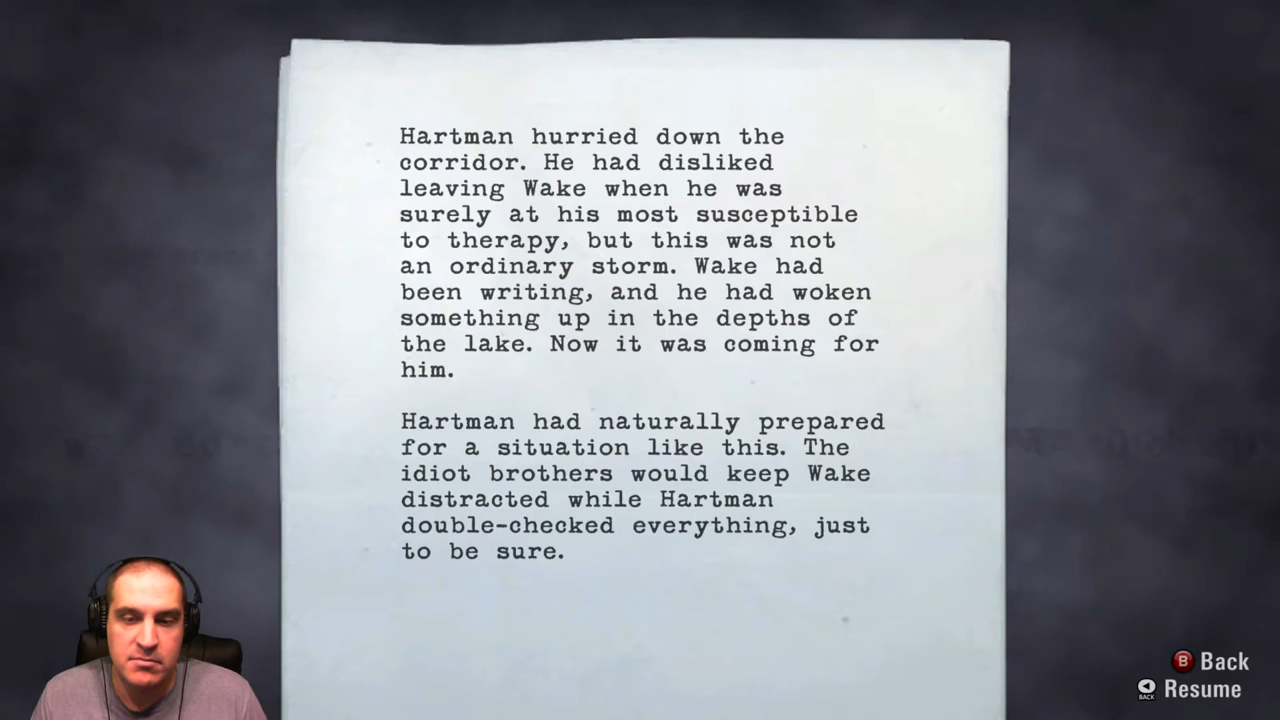 Hartman hurried down the
corridor. He had disliked
leaving Wake when he was
surely at his most susceptible
to therapy, but this was not
an ordinary storm. Wake had
been writing, and he had woken
something up in the depths of
the lake. Now it was coming for
him.
Hartman had naturally prepared
for a situation like this. The
idiot brothers would keep Wake
distracted while Hartman
double-checked everything, just
to be sure.
B Back
BACK Resume